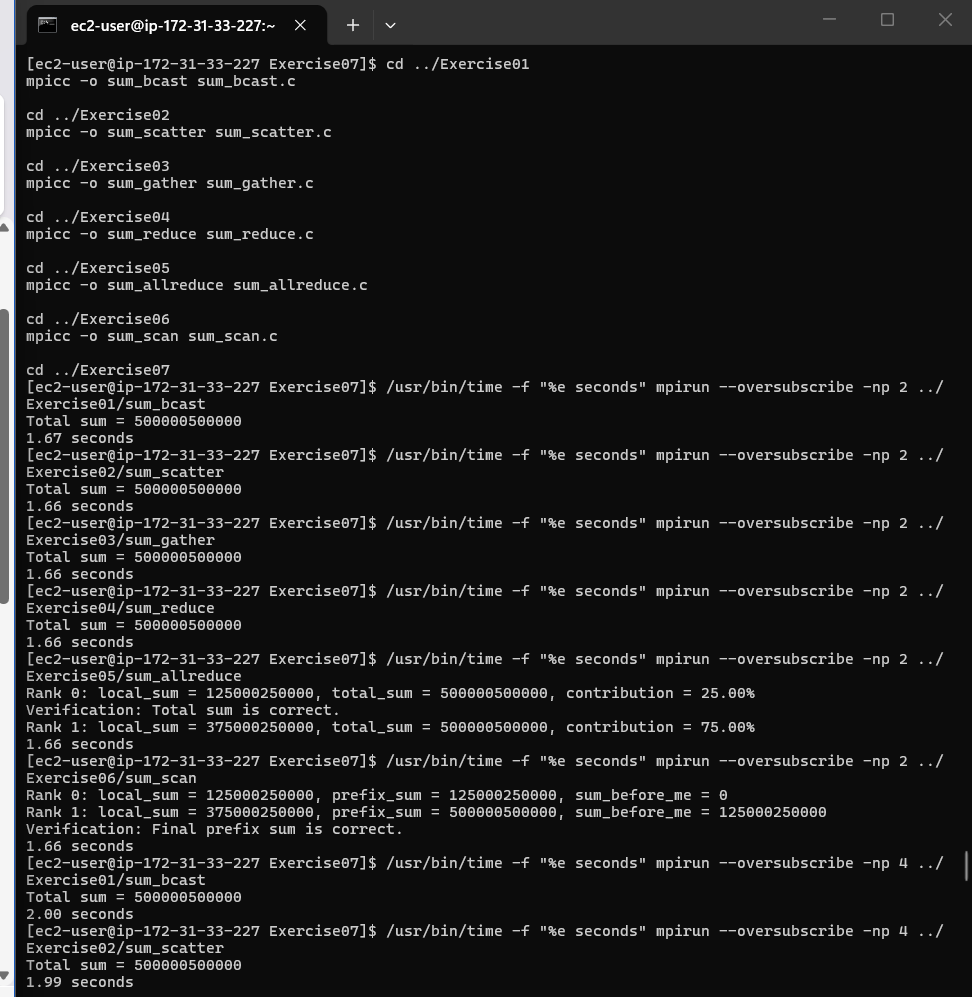 ec2-user@ip-172-31-33-227:~
[ec2-user@ip-172-31-33-227 Exercise07]$ cd ../Exercise01
mpicc -o sum_bcast sum_bcast.c
cd ../Exercise02
mpicc -o sum_scatter sum_scatter.c
cd ../Exercise03
mpicc -o sum_gather sum_gather.c
cd ../Exercise04
mpicc -o sum_reduce sum_reduce.c
cd ../Exercise05
mpicc -o sum_allreduce sum_allreduce.c
cd ../Exercise06
mpicc -o sum_scan sum_scan.c
cd ../Exercise07
[ec2-user@ip-172-31-33-227 Exercise07]$ /usr/bin/time -f "%e seconds" mpirun --oversubscribe -np 2 ../
Exercise01/sum_bcast
Total sum = 500000500000
1.67 seconds
[ec2-user@ip-172-31-33-227 Exercise07]$ /usr/bin/time -f "%e seconds" mpirun --oversubscribe -np 2 ../
Exercise02/sum_scatter
Total sum = 500000500000
1.66 seconds
[ec2-user@ip-172-31-33-227 Exercise07]$ /usr/bin/time -f "%e seconds" mpirun --oversubscribe -np 2 ../
Exercise03/sum_gather
Total sum = 500000500000
1.66 seconds
[ec2-user@ip-172-31-33-227 Exercise07]$ /usr/bin/time -f "%e seconds" mpirun --oversubscribe -np 2 ../
Exercise04/sum_reduce
Total sum = 500000500000
1.66 seconds
[ec2-user@ip-172-31-33-227 Exercise07]$ /usr/bin/time -f "%e seconds" mpirun --oversubscribe -np 2 ../
Exercise05/sum_allreduce
Rank 0: local_sum = 125000250000, total_sum = 500000500000, contribution = 25.00%
Verification: Total sum is correct.
Rank 1: local_sum = 375000250000, total_sum = 500000500000, contribution = 75.00%
1.66 seconds
[ec2-user@ip-172-31-33-227 Exercise07]$ /usr/bin/time -f "%e seconds" mpirun --oversubscribe -np 2 ../
Exercise06/sum_scan
Rank 0: local_sum = 125000250000, prefix_sum = 125000250000, sum_before_me = 0
Rank 1: local_sum = 375000250000, prefix_sum = 500000500000, sum_before_me = 125000250000
Verification: Final prefix sum is correct.
1.66 seconds
[ec2-user@ip-172-31-33-227 Exercise07]$ /usr/bin/time -f "%e seconds" mpirun --oversubscribe -np 4 ../
Exercise01/sum_bcast
Total sum = 500000500000
2.00 seconds
[ec2-user@ip-172-31-33-227 Exercise07]$ /usr/bin/time -f "%e seconds" mpirun --oversubscribe -np 4 ../
Exercise02/sum_scatter
Total sum = 500000500000
1.99 seconds